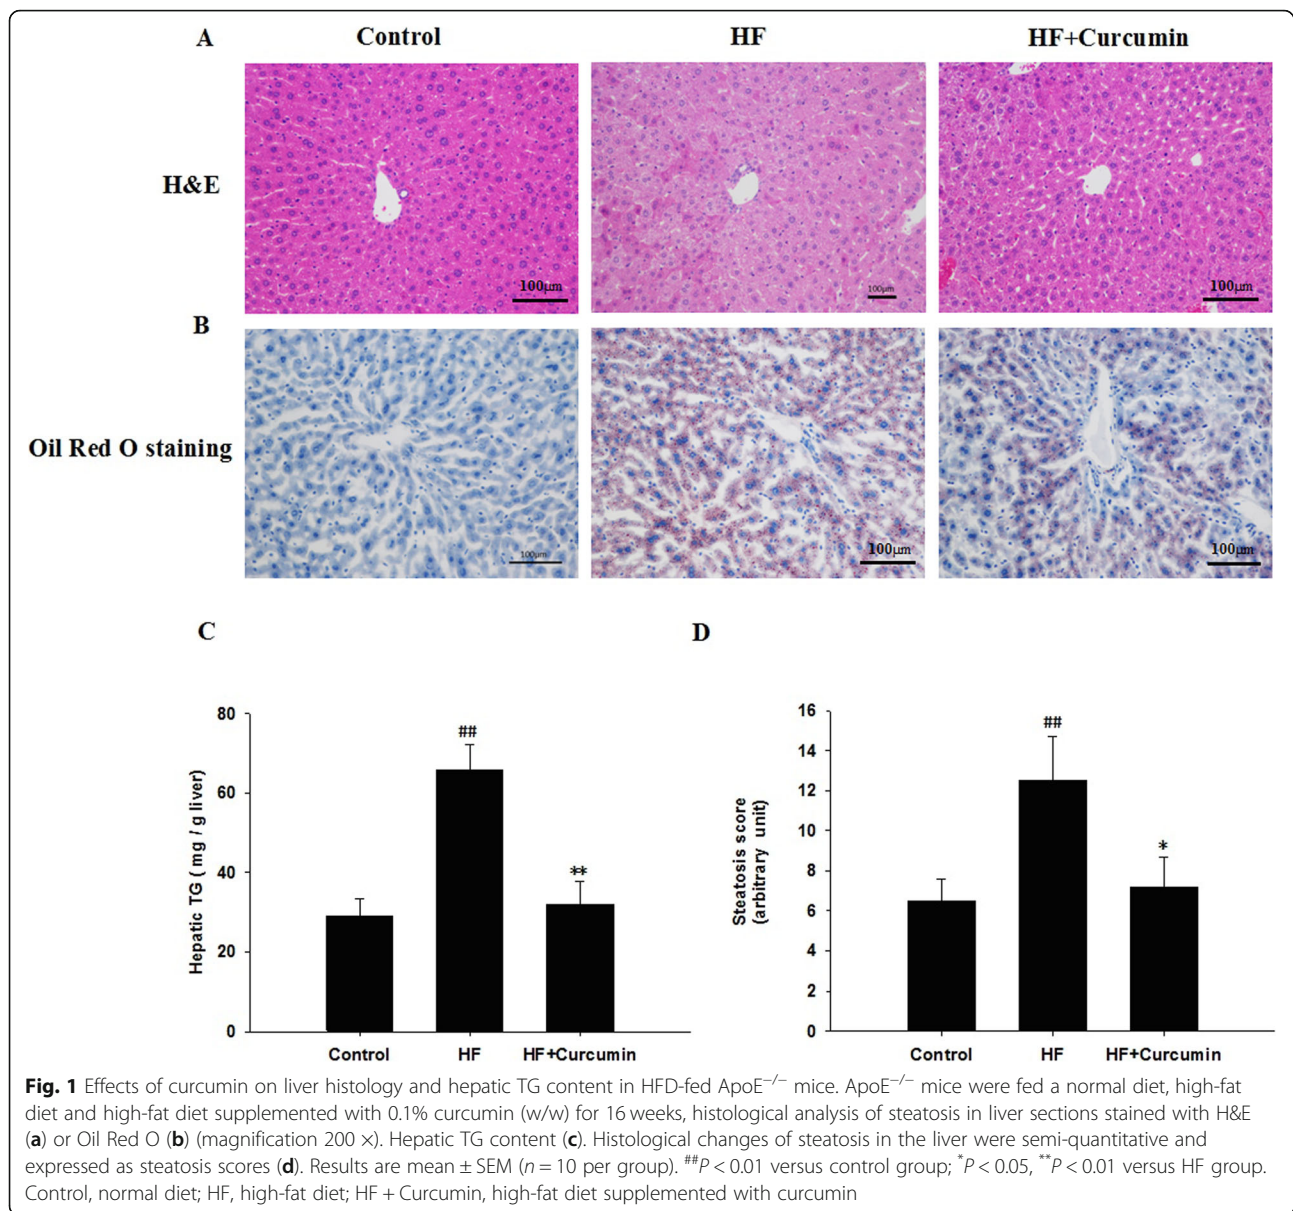 A
Control
HF
HF+Curcumin
H&E
100μm
100μm
100μm
B
Oil Red O staining
100μm
100μm
100μm
C
D
80
60
40
20
0
Hepatic TG ( mg / g liver)
##
**
Control
HF
HF+Curcumin
16
14
12
10
8
6
4
2
0
Steatosis score
(arbitrary unit)
##
*
Control
HF
HF+Curcumin
Fig. 1 Effects of curcumin on liver histology and hepatic TG content in HFD-fed ApoE−/− mice. ApoE−/− mice were fed a normal diet, high-fat
diet and high-fat diet supplemented with 0.1% curcumin (w/w) for 16 weeks, histological analysis of steatosis in liver sections stained with H&E
(a) or Oil Red O (b) (magnification 200 ×). Hepatic TG content (c). Histological changes of steatosis in the liver were semi-quantitative and
expressed as steatosis scores (d). Results are mean ± SEM (n = 10 per group). ##P < 0.01 versus control group; *P < 0.05, **P < 0.01 versus HF group.
Control, normal diet; HF, high-fat diet; HF + Curcumin, high-fat diet supplemented with curcumin